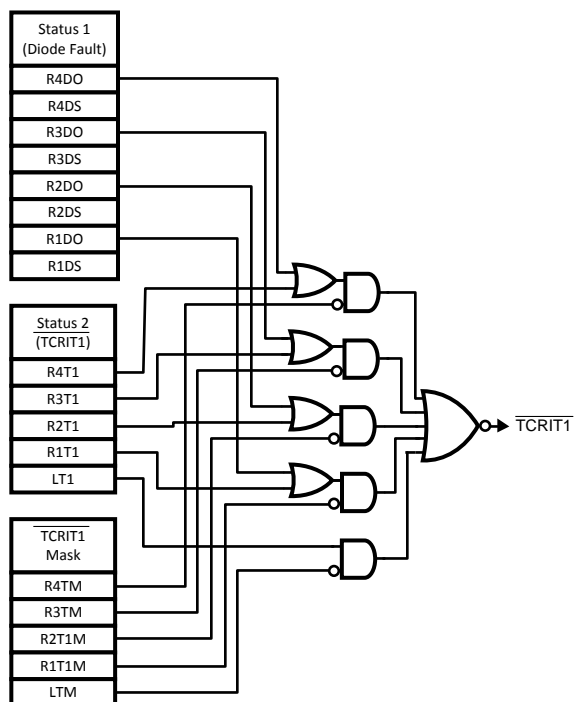 Status 1
(Diode Fault)
R4DO
R4DS
R3DO
R3DS
R2DO
R2DS
R1DO
R1DS
Status 2
(TCRIT1)
R4T1
R3T1
R2T1
R1T1
LT1
TCRIT1
Mask
R4TM
R3TM
R2T1M
R1T1M
LTM
TCRIT1